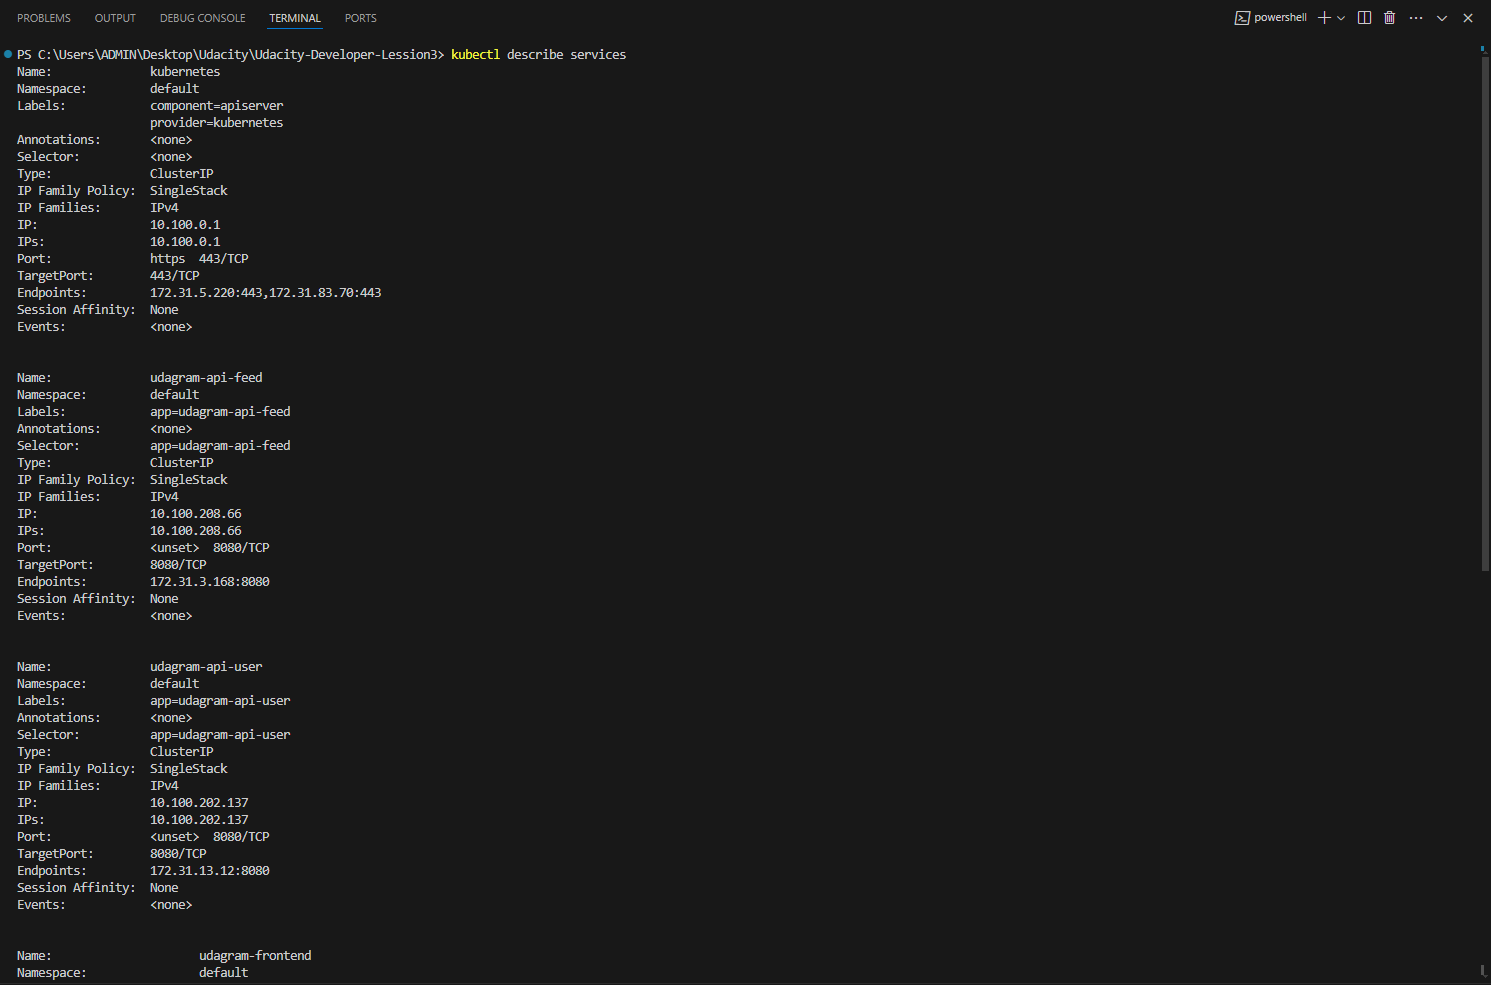 PROBLEMS OUTPUT DEBUG CONSOLE TERMINAL PORTS powershell
PS C:\Users\ADMIN\Desktop\Udacity\Udacity-Developer-Lession3> kubectl describe services
Name: kubernetes
Namespace: default
Labels: component=apiserver
provider=kubernetes
Annotations: <none>
Selector: <none>
Type: ClusterIP
IP Family Policy: SingleStack
IP Families: IPv4
IP: 10.100.0.1
IPs: 10.100.0.1
Port: https 443/TCP
TargetPort: 443/TCP
Endpoints: 172.31.5.220:443,172.31.83.70:443
Session Affinity: None
Events: <none>
Name: udagram-api-feed
Namespace: default
Labels: app=udagram-api-feed
Annotations: <none>
Selector: app=udagram-api-feed
Type: ClusterIP
IP Family Policy: SingleStack
IP Families: IPv4
IP: 10.100.208.66
IPs: 10.100.208.66
Port: <unset> 8080/TCP
TargetPort: 8080/TCP
Endpoints: 172.31.3.168:8080
Session Affinity: None
Events: <none>
Name: udagram-api-user
Namespace: default
Labels: app=udagram-api-user
Annotations: <none>
Selector: app=udagram-api-user
Type: ClusterIP
IP Family Policy: SingleStack
IP Families: IPv4
IP: 10.100.202.137
IPs: 10.100.202.137
Port: <unset> 8080/TCP
TargetPort: 8080/TCP
Endpoints: 172.31.13.12:8080
Session Affinity: None
Events: <none>
Name: udagram-frontend
Namespace: default